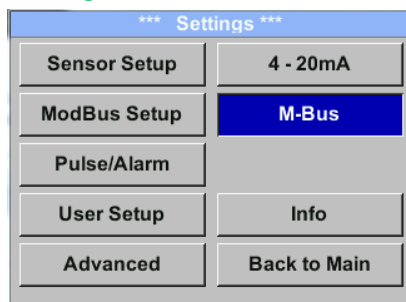 *** Settings ***
Sensor Setup
4 - 20mA
ModBus Setup
M-Bus
Pulse/Alarm
User Setup
Info
Advanced
Back to Main